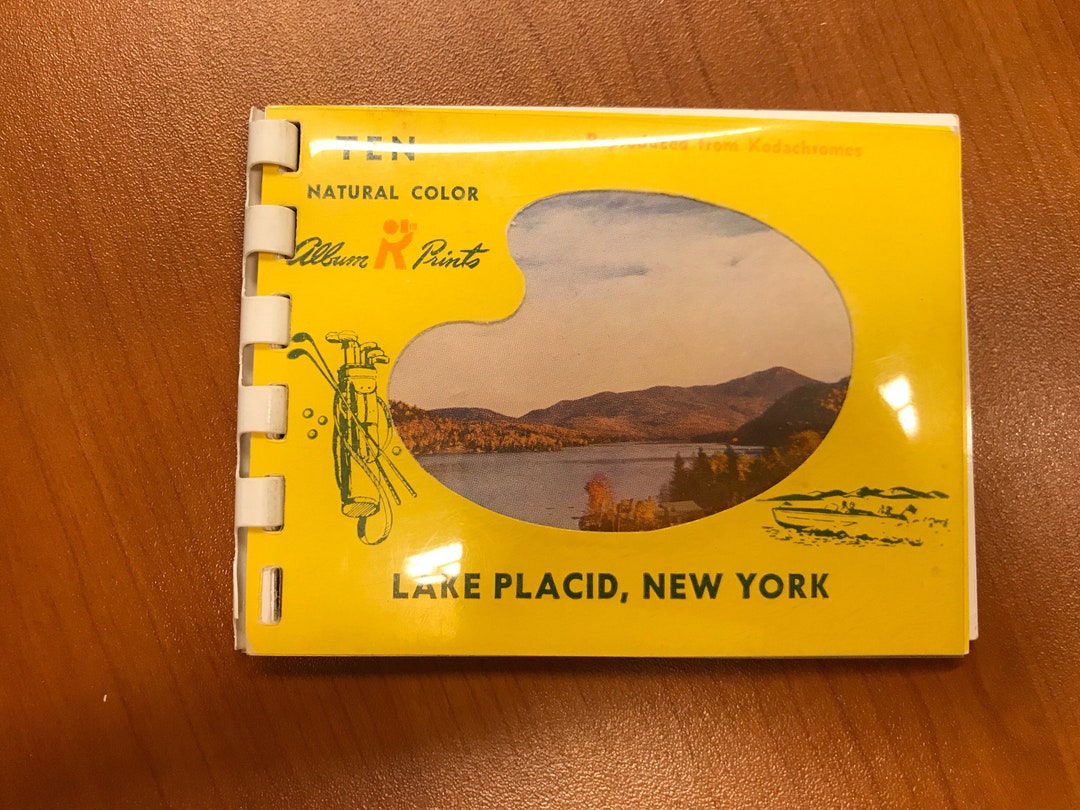 TEN
Reproduced from Kodachromes
NATURAL COLOR
Album Prints
LAKE PLACID, NEW YORK